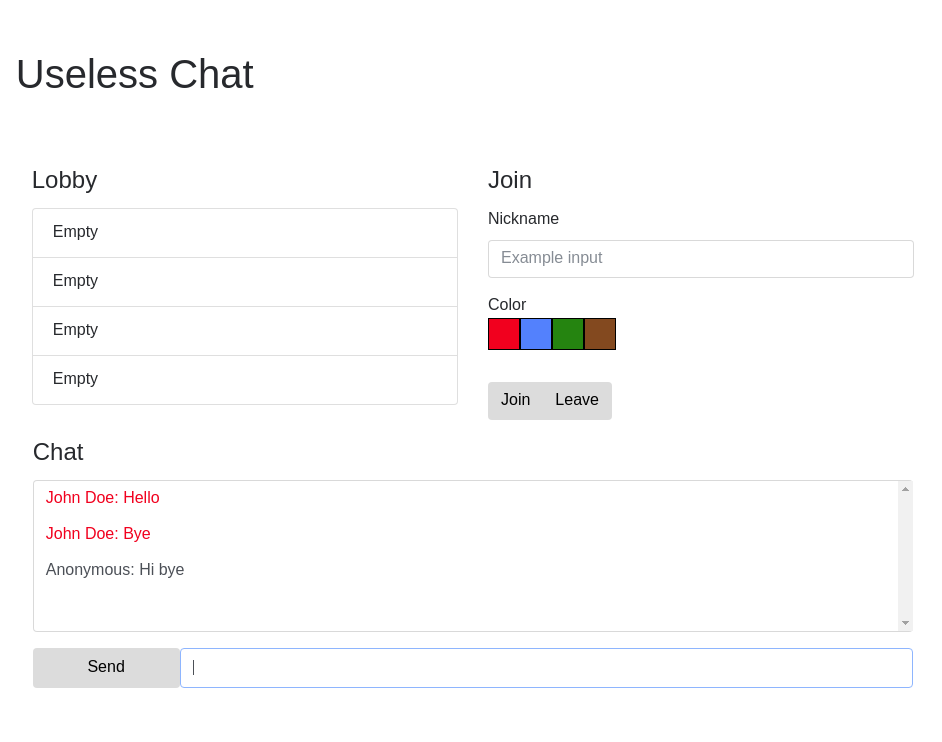 Useless Chat
Lobby
Empty
Empty
Empty
Empty
Join
Nickname
Example input
Color
Join Leave
Chat
John Doe: Hello
John Doe: Bye
Anonymous: Hi bye
Send